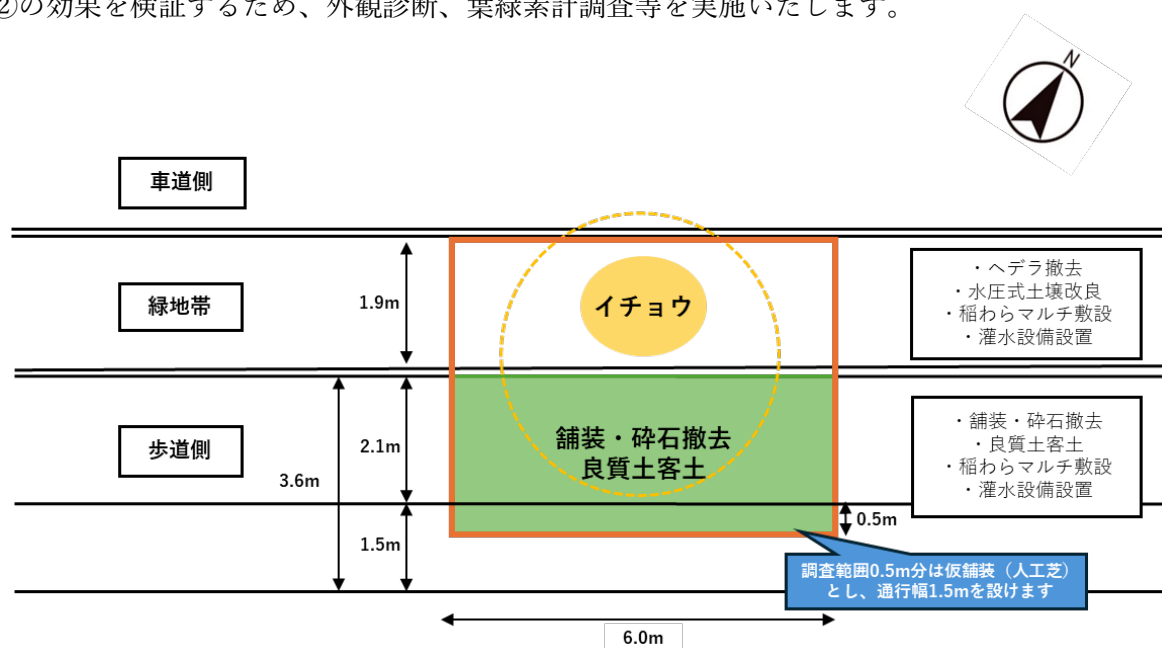 ②の効果を検証するため、外観診断、葉緑素計調査等を実施いたします。
N
車道側
緑地帯
1.9m
イチョウ
・ヘデラ撤去
・水圧式土壌改良
・稲わらマルチ敷設
・灌水設備設置
歩道側
3.6m
2.1m
舗装・砕石撤去
良質土客土
・舗装・砕石撤去
・良質土客土
・稲わらマルチ敷設
・灌水設備設置
1.5m
0.5m
調査範囲0.5m分は仮舗装（人工芝）
とし、通行幅1.5mを設けます
6.0m